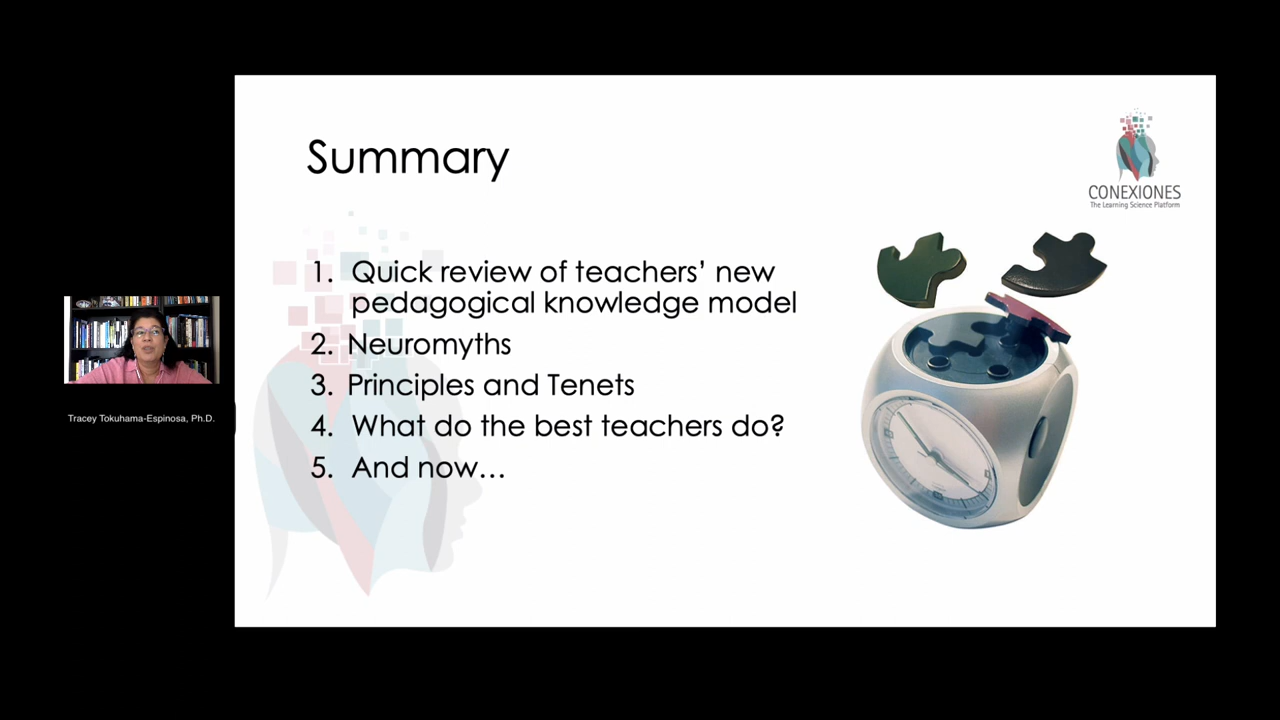 Summary
CONEXIONES
The Learning Science Platform
1. Quick review of teachers’ new
pedagogical knowledge model
2. Neuromyths
3. Principles and Tenets
4. What do the best teachers do?
5. And now…
Tracey Tokuhama-Espinosa, Ph.D.